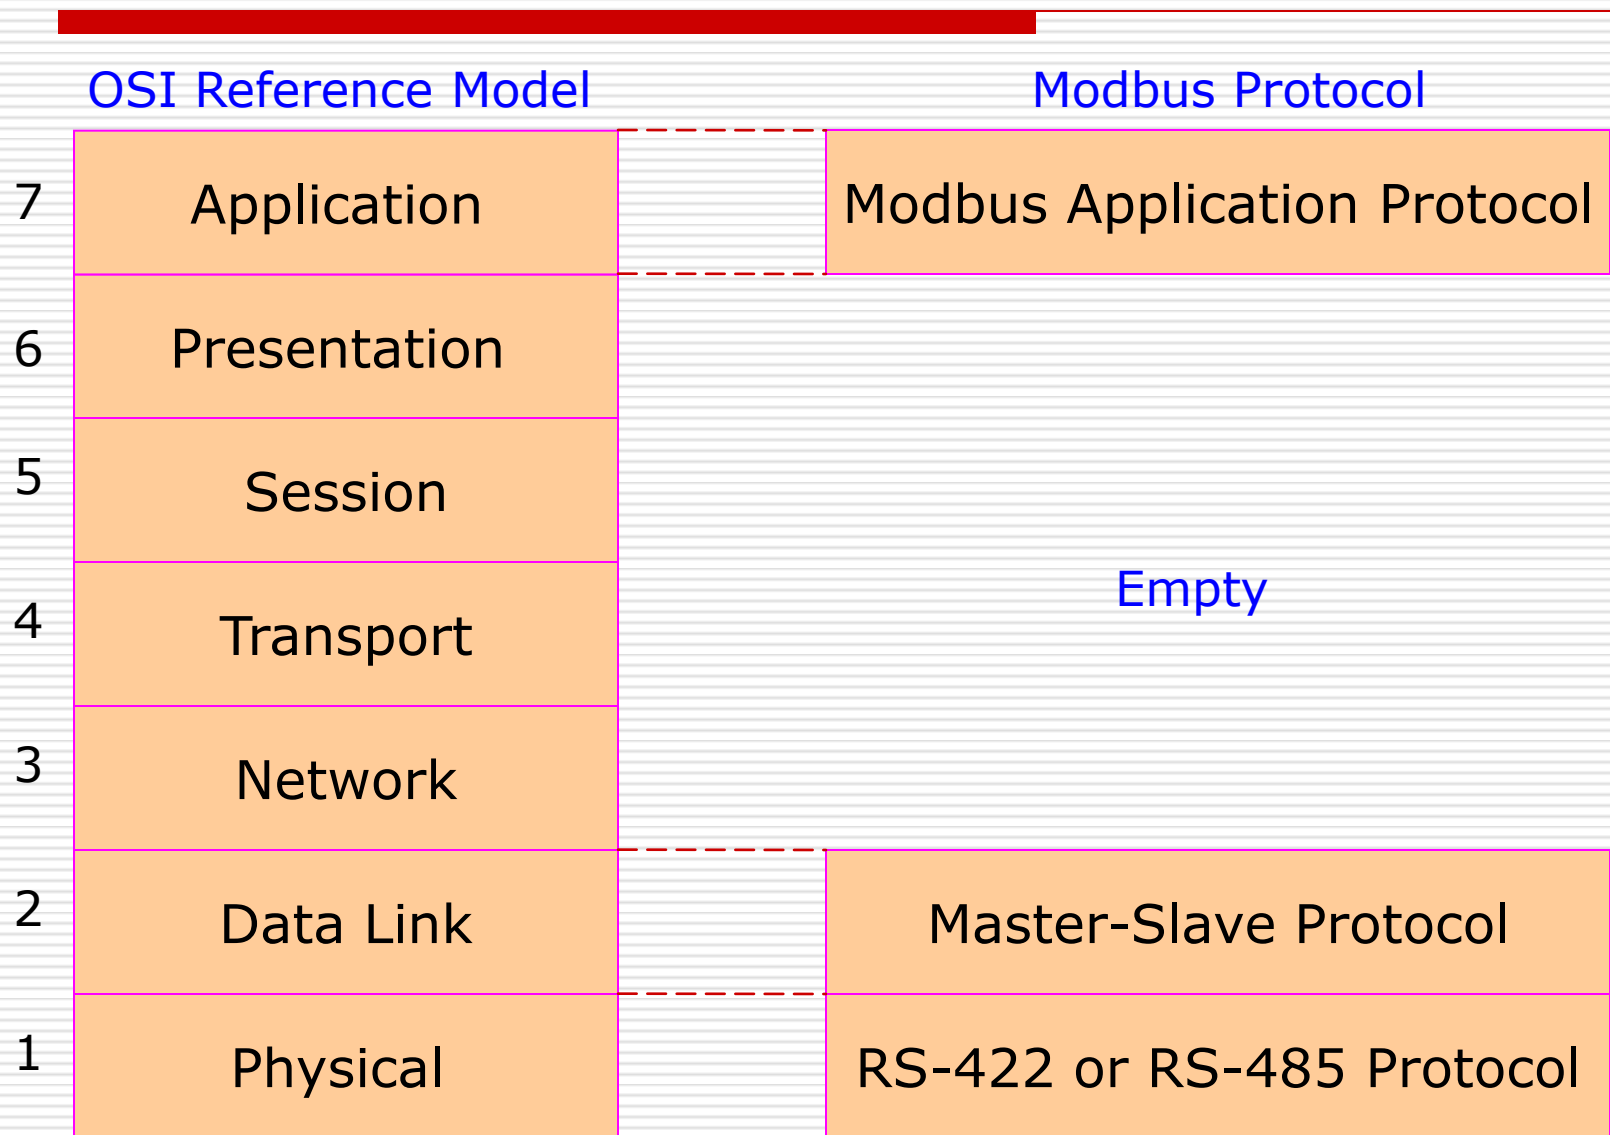 OSI Reference Model
Modbus Protocol
7
Application
Modbus Application Protocol
6
Presentation
5
Session
4
Transport
Empty
3
Network
2
Data Link
Master-Slave Protocol
1
Physical
RS-422 or RS-485 Protocol